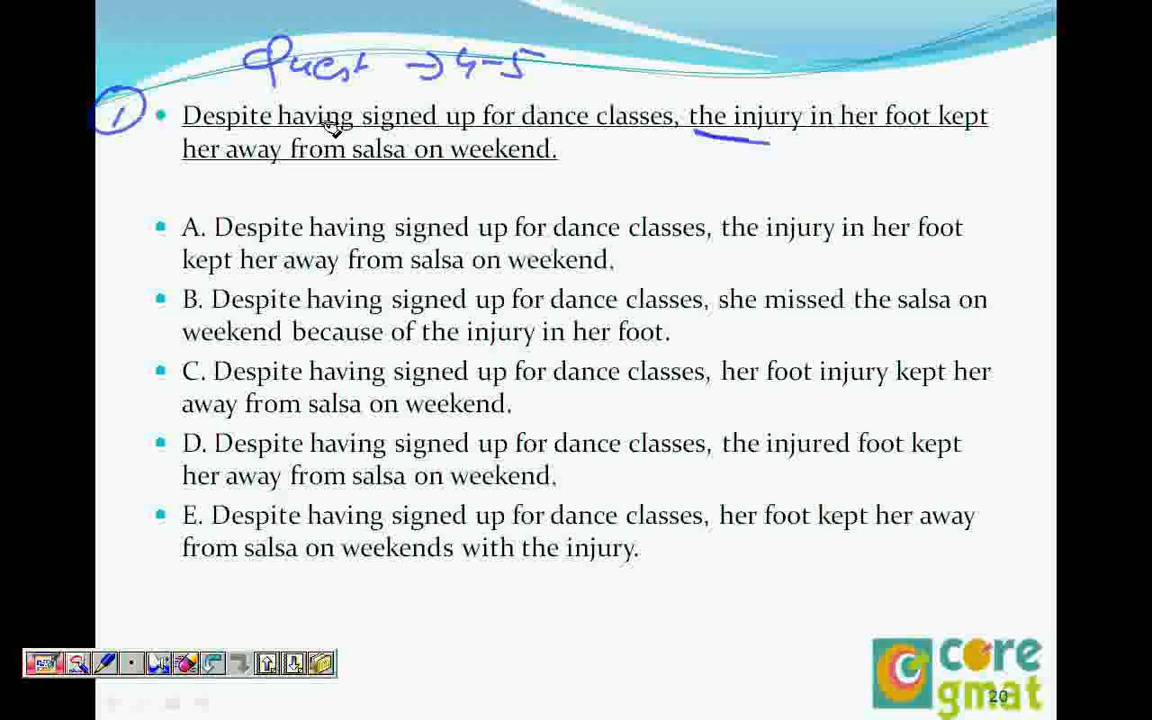 Quest → 4-5
1
• Despite having signed up for dance classes, the injury in her foot kept
her away from salsa on weekend.
• A. Despite having signed up for dance classes, the injury in her foot
kept her away from salsa on weekend.
• B. Despite having signed up for dance classes, she missed the salsa on
weekend because of the injury in her foot.
• C. Despite having signed up for dance classes, her foot injury kept her
away from salsa on weekend.
• D. Despite having signed up for dance classes, the injured foot kept
her away from salsa on weekend.
• E. Despite having signed up for dance classes, her foot kept her away
from salsa on weekends with the injury.
core
gmat
20